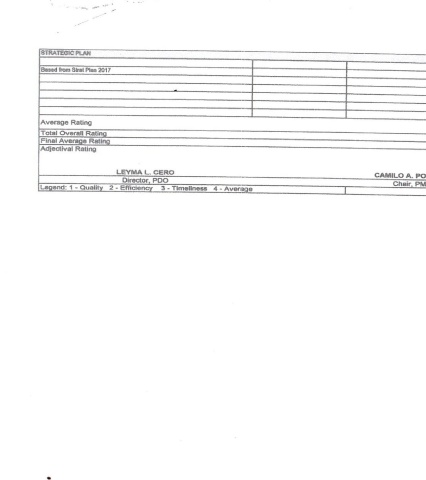 STRATEGIC PLAN
Based from Strat Plan 2017
Average Rating
Total Overall Rating
Final Average Rating
Adjectival Rating
LEYMA L. CERO
CAMILO A. PO
Director, PDO
Chair, PM
Legend: 1 - Quality 2 - Efficiency 3 - Timeliness 4 - Average